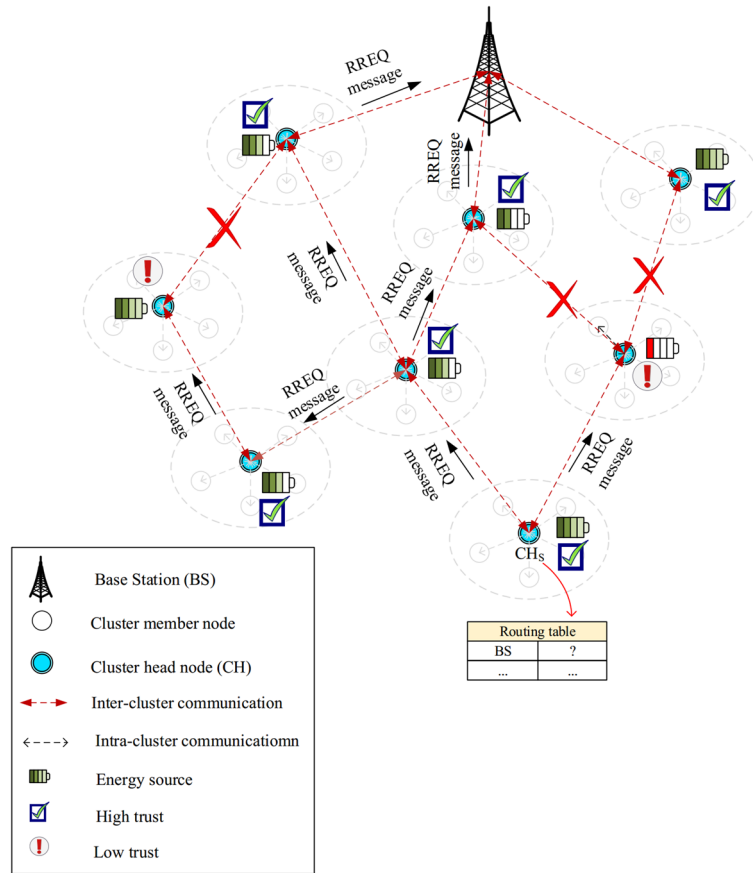 RREQ
message
RREQ
message
RREQ
message
RREQ
message
RREQ
message
RREQ
message
RREQ
message
RREQ
message
CHS
Routing table
BS ?
... ...
Base Station (BS)
Cluster member node
Cluster head node (CH)
Inter-cluster communication
Intra-cluster communicatiomn
Energy source
High trust
Low trust